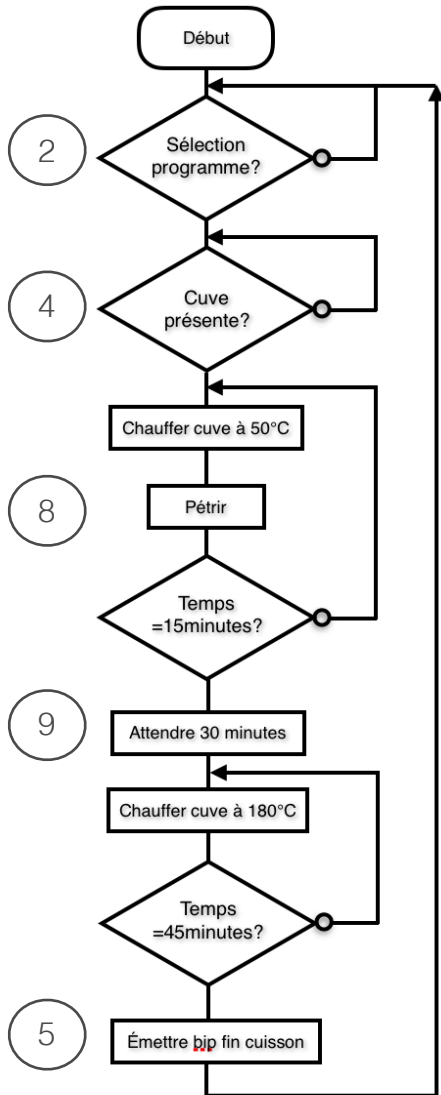 Début
2
Sélection
programme?
4
Cuve
présente?
Chauffer cuve à 50°C
8
Pétrir
Temps
=15minutes?
9
Attendre 30 minutes
Chauffer cuve à 180°C
Temps
=45minutes?
5
Émettre bip fin cuisson